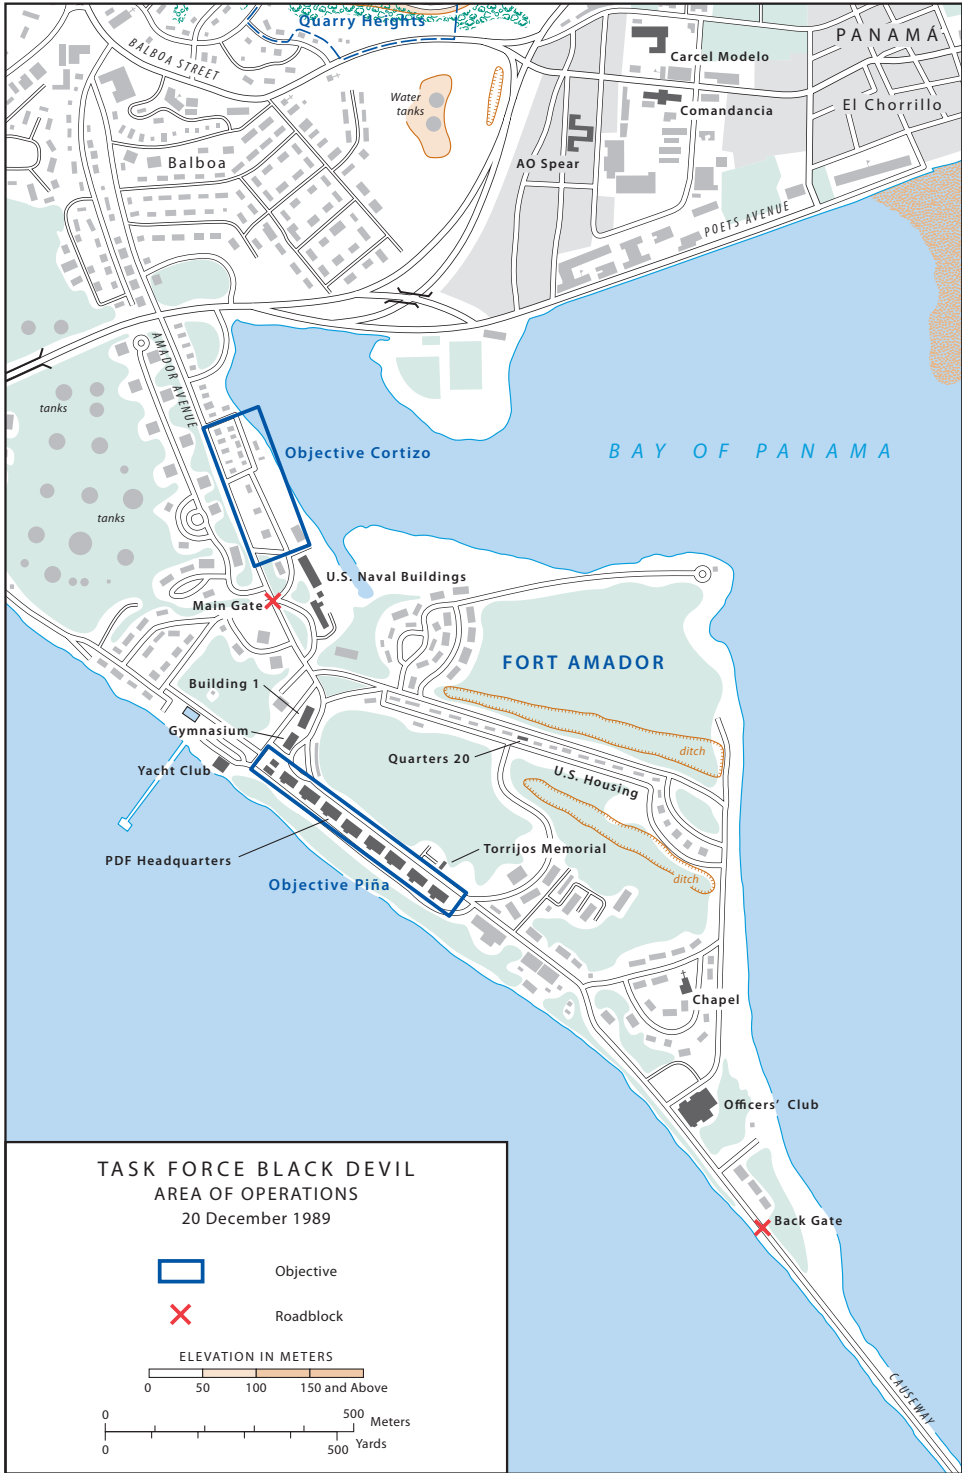 Quarry Heights
PANAMÁ
BALBOA STREET
Carcel Modelo
Water
tanks
Comandancia
El Chorrillo
Balboa
AO Spear
POETS AVENUE
AMADOR AVENUE
tanks
Objective Cortizo
BAY OF PANAMA
tanks
U.S. Naval Buildings
Main Gate
FORT AMADOR
Building 1
Gymnasium
Quarters 20
ditch
Yacht Club
U.S. Housing
PDF Headquarters
Torrijos Memorial
Objective Piña
ditch
Chapel
Officers' Club
Back Gate
CAUSEWAY
TASK FORCE BLACK DEVIL
AREA OF OPERATIONS
20 December 1989
Objective
Roadblock
ELEVATION IN METERS
0 50 100 150 and Above
0 500 Meters
0 500 Yards